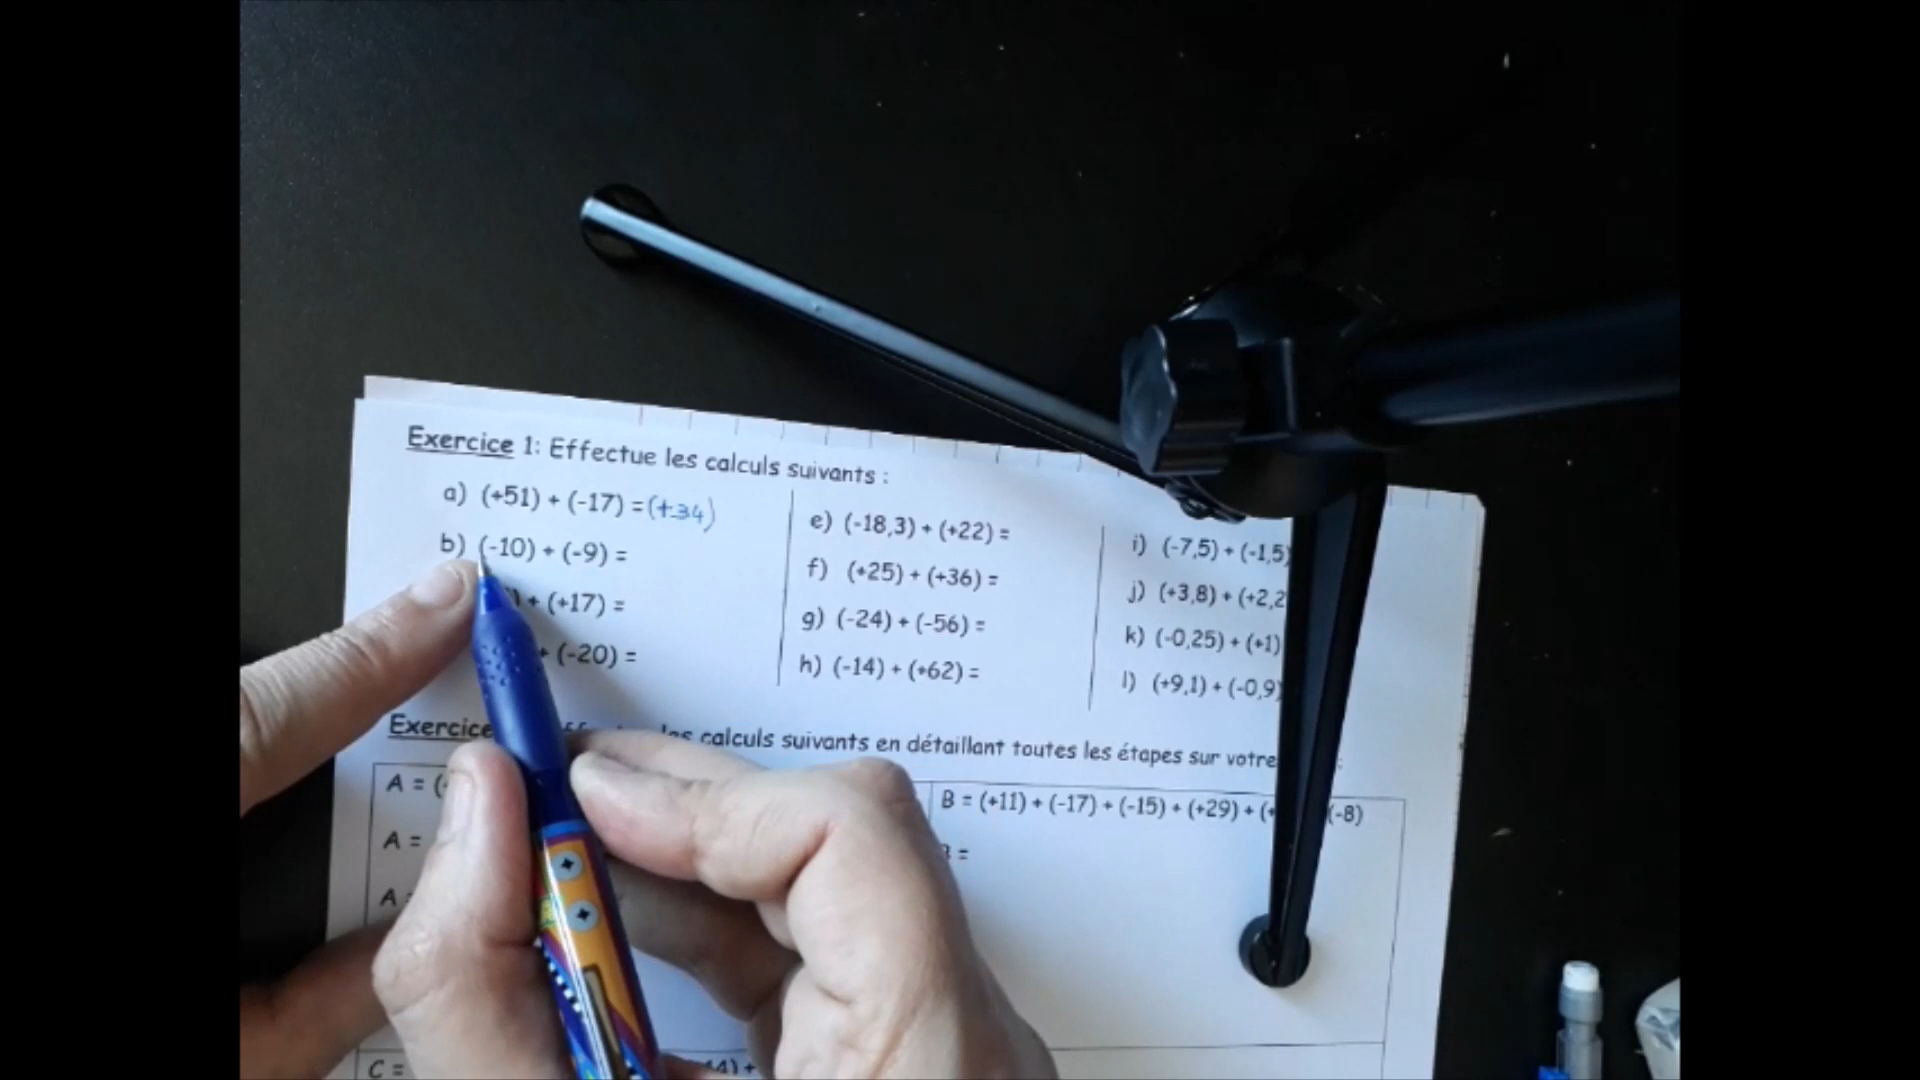 Exercice 1: Effectue les calculs suivants :
a) (+51) + (-17) = (+34)
b) (-10) + (-9) =
+ (+17) =
+ (-20) =
e) (-18,3) + (+22) =
f) (+25) + (+36) =
g) (-24) + (-56) =
h) (-14) + (+62) =
i) (-7,5) + (-1,5)
j) (+3,8) + (+2,2
k) (-0,25) + (+1)
l) (+9,1) + (-0,9)
Exercice les calculs suivants en détaillant toutes les étapes sur votre :
A = (-
A =
A
B = (+11) + (-17) + (-15) + (+29) + (+ (-8)
=
C =